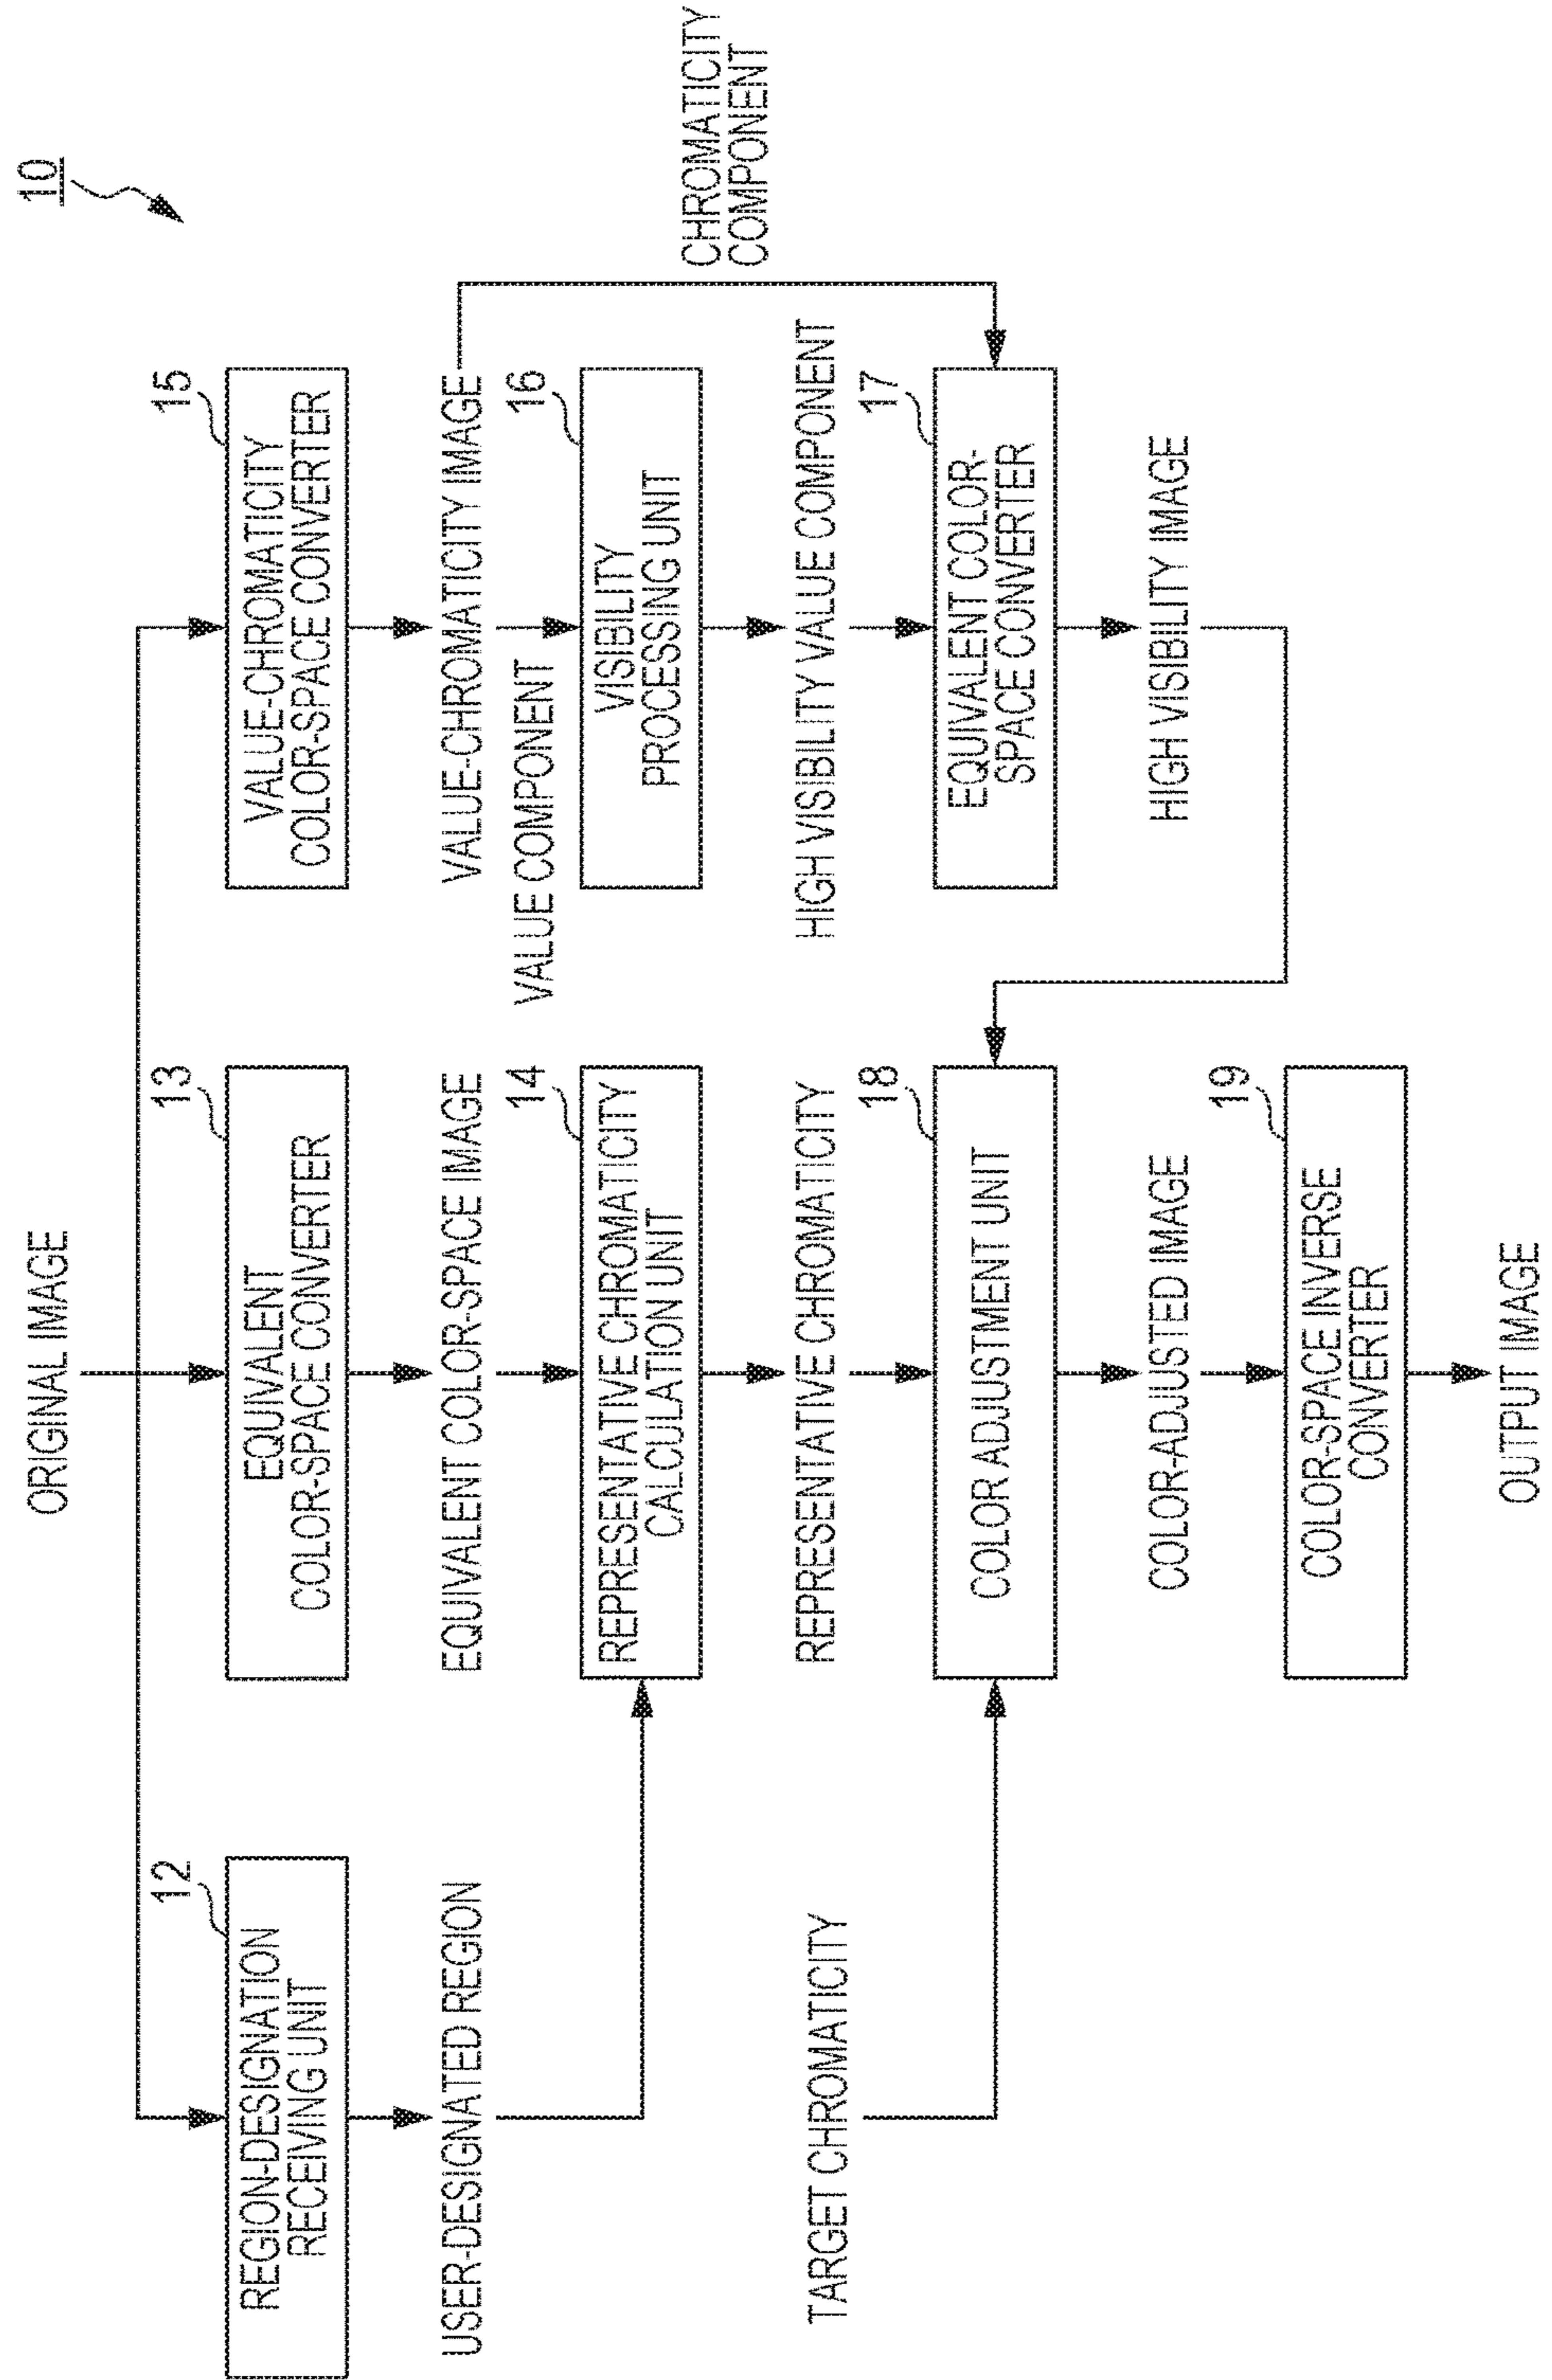 10
ORIGINAL IMAGE
12
REGION-DESIGNATION
RECEIVING UNIT
USER-DESIGNATED REGION
13
EQUIVALENT
COLOR-SPACE CONVERTER
EQUIVALENT COLOR-SPACE IMAGE
14
REPRESENTATIVE CHROMATICITY
CALCULATION UNIT
REPRESENTATIVE CHROMATICITY
15
VALUE-CHROMATICITY
COLOR-SPACE CONVERTER
VALUE-CHROMATICITY IMAGE
VALUE COMPONENT
CHROMATICITY
COMPONENT
16
VISIBILITY
PROCESSING UNIT
HIGH VISIBILITY VALUE COMPONENT
17
EQUIVALENT COLOR-
SPACE CONVERTER
HIGH VISIBILITY IMAGE
TARGET CHROMATICITY
18
COLOR ADJUSTMENT UNIT
COLOR-ADJUSTED IMAGE
19
COLOR-SPACE INVERSE
CONVERTER
OUTPUT IMAGE